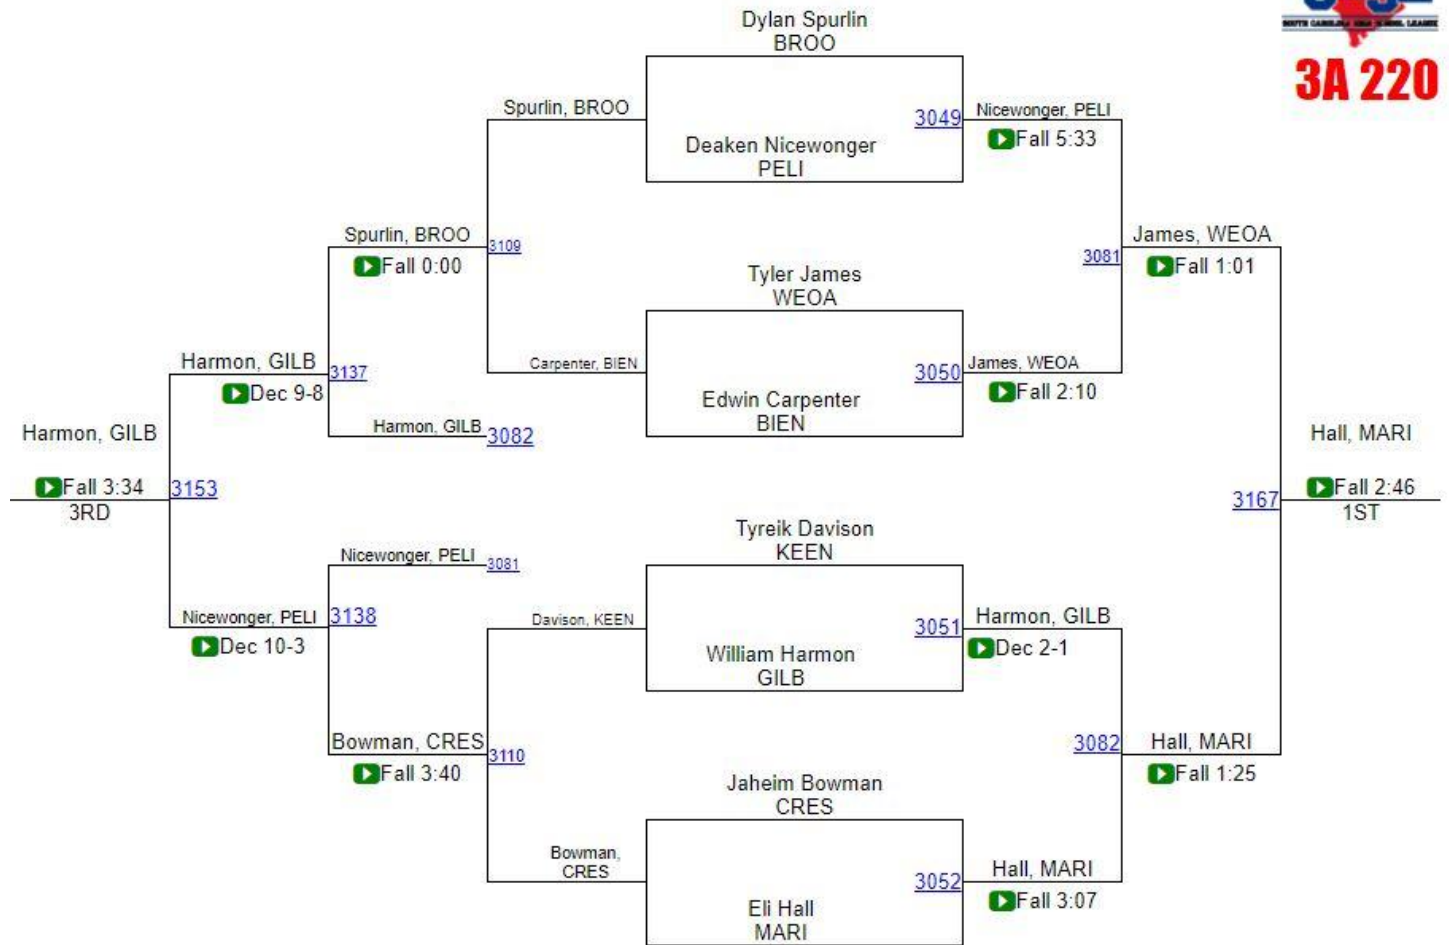 SOUTH CAROLINA HIGH SCHOOL LEAGUE
3A 220
Dylan Spurlin
BROO
Spurlin, BROO
3049
Nicewonger, PELI
Fall 5:33
Deaken Nicewonger
PELI
Spurlin, BROO
3109
Fall 0:00
3081
James, WEOA
Fall 1:01
Tyler James
WEOA
Harmon, GILB
3137
Dec 9-8
Carpenter, BIEN
3050
James, WEOA
Fall 2:10
Edwin Carpenter
BIEN
Harmon, GILB
3082
Harmon, GILB
Fall 3:34
3RD
3153
Hall, MARI
3167
Fall 2:46
1ST
Tyreik Davison
KEEN
Nicewonger, PELI
3081
Nicewonger, PELI
3138
Dec 10-3
Davison, KEEN
3051
Harmon, GILB
Dec 2-1
William Harmon
GILB
Bowman, CRES
3110
Fall 3:40
3082
Hall, MARI
Fall 1:25
Jaheim Bowman
CRES
Bowman,
CRES
3052
Hall, MARI
Fall 3:07
Eli Hall
MARI